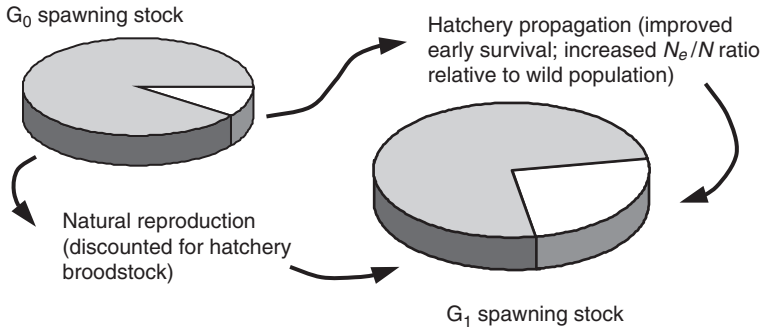 G₀ spawning stock
Hatchery propagation (improved
early survival; increased Nₑ/N ratio
relative to wild population)
Natural reproduction
(discounted for hatchery
broodstock)
G₁ spawning stock